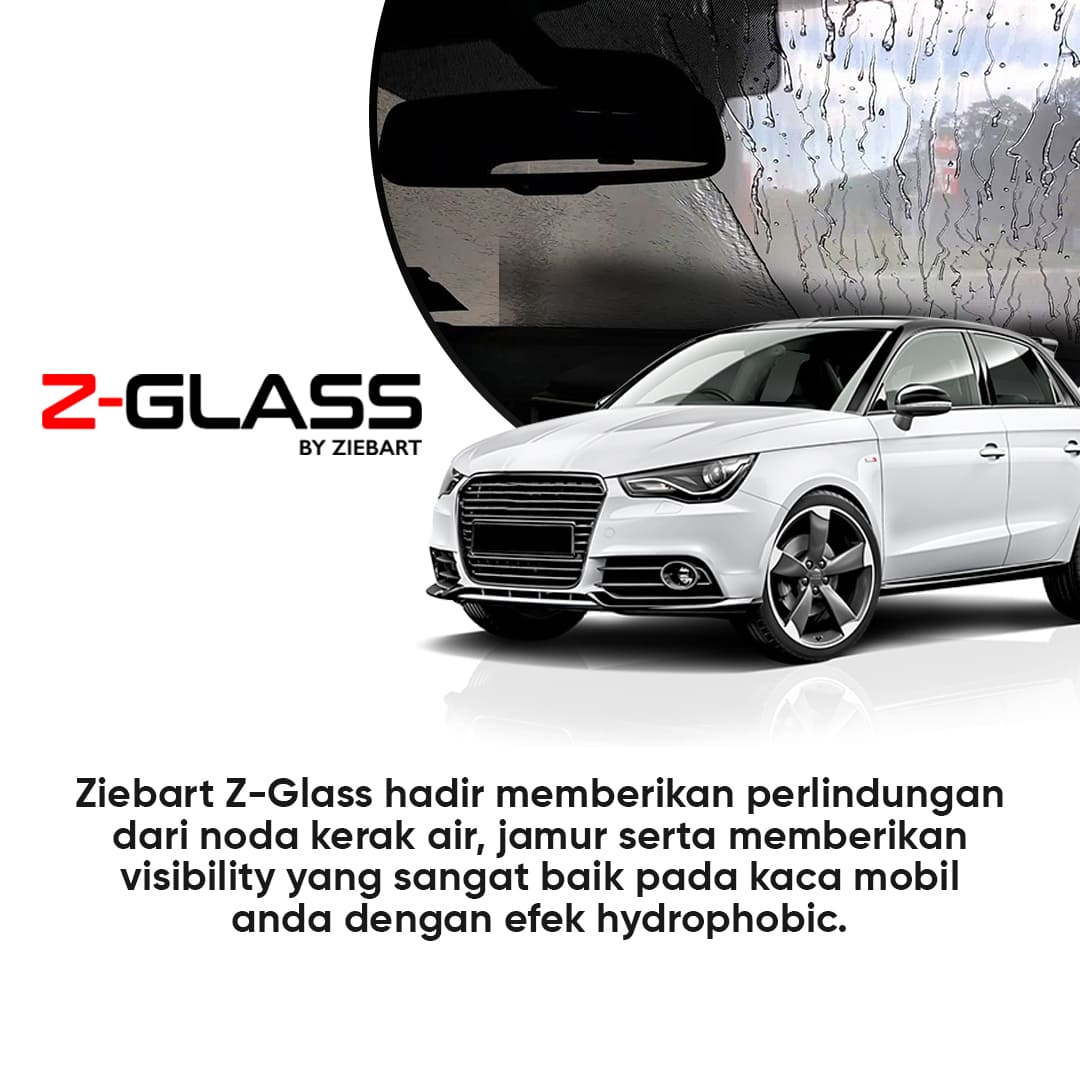 Z-GLASS
BY ZIEBART
Ziebart Z-Glass hadir memberikan perlindungan
dari noda kerak air, jamur serta memberikan
visibility yang sangat baik pada kaca mobil
anda dengan efek hydrophobic.